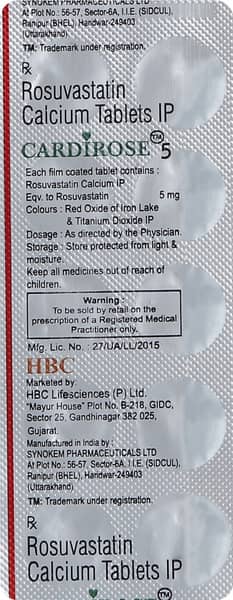 SYNOKEM PHARMACEUTICALS LTD
At Plot No.: 56-57, Sector-6A, I.I.E. (SIDCUL),
Ranipur (BHEL), Haridwar-249403
(Uttarakhand)
TM: Trademark under registration.
℞
Rosuvastatin
Calcium Tablets IP
CARDIROSE™ 5
Each film coated tablet contains :
Rosuvastatin Calcium IP
Eqv. to Rosuvastatin 5 mg
Colours : Red Oxide of Iron Lake
& Titanium Dioxide IP
Dosage : As directed by the Physician.
Storage : Store protected from light &
moisture.
Keep all medicines out of reach of
children.
Warning :
To be sold by retail on the
prescription of a Registered Medical
Practitioner only.
Mfg. Lic. No. : 27/UA/LL/2015
HBC
Marketed by:
HBC Lifesciences (P) Ltd.
"Mayur House" Plot No. B-218, GIDC,
Sector 25, Gandhinagar 382 025,
Gujarat.
Manufactured in India by :
SYNOKEM PHARMACEUTICALS LTD
At Plot No.: 56-57, Sector-6A, I.I.E. (SIDCUL),
Ranipur (BHEL), Haridwar-249403
(Uttarakhand)
TM: Trademark under registration.
℞
Rosuvastatin
Calcium Tablets IP
TM